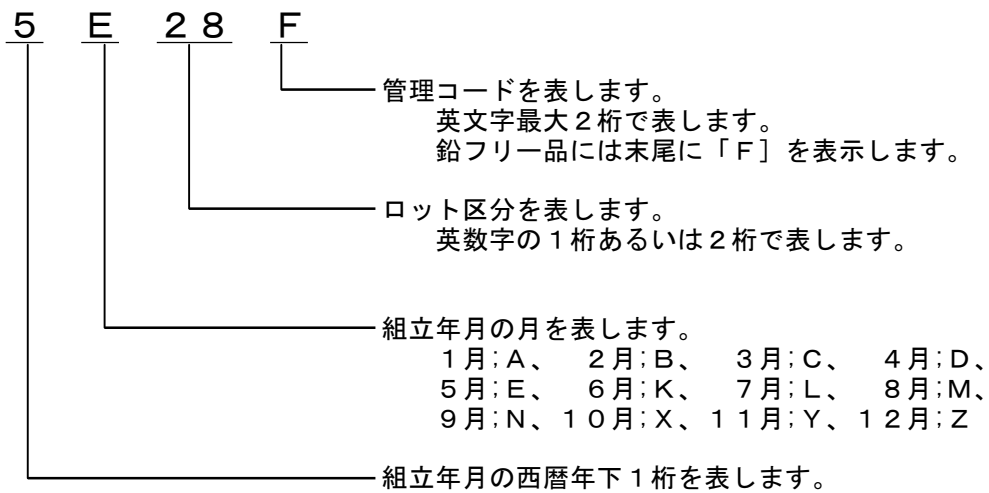 ５ Ｅ ２８ Ｆ
管理コードを表します。
英文字最大２桁で表します。
鉛フリー品には末尾に「Ｆ］を表示します。
ロット区分を表します。
英数字の１桁あるいは２桁で表します。
組立年月の月を表します。
１月;Ａ、 ２月;Ｂ、 ３月;Ｃ、 ４月;Ｄ、
５月;Ｅ、 ６月;Ｋ、 ７月;Ｌ、 ８月;Ｍ、
９月;Ｎ、１０月;Ｘ、１１月;Ｙ、１２月;Ｚ
組立年月の西暦年下１桁を表します。